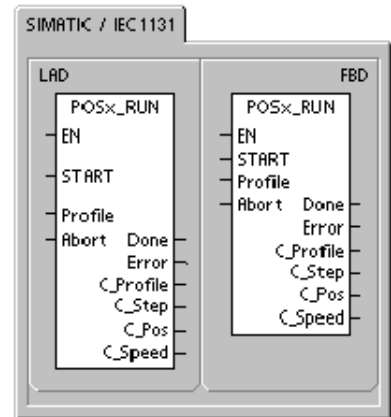 SIMATIC / IEC1131
LAD
POSx_RUN
EN
START
Profile
Abort Done
Error
C_Profile
C_Step
C_Pos
C_Speed
FBD
POSx_RUN
EN
START
Profile
Abort Done
Error
C_Profile
C_Step
C_Pos
C_Speed